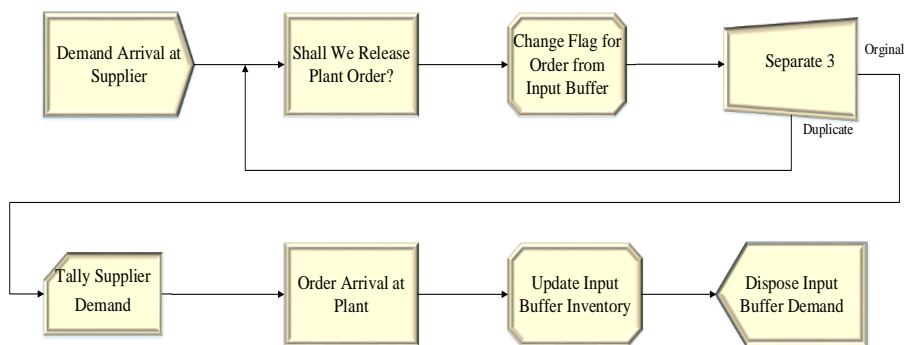 Demand Arrival at
Supplier
Shall We Release
Plant Order?
Change Flag for
Order from
Input Buffer
Separate 3
Orginal
Duplicate
Tally Supplier
Demand
Order Arrival at
Plant
Update Input
Buffer Inventory
Dispose Input
Buffer Demand